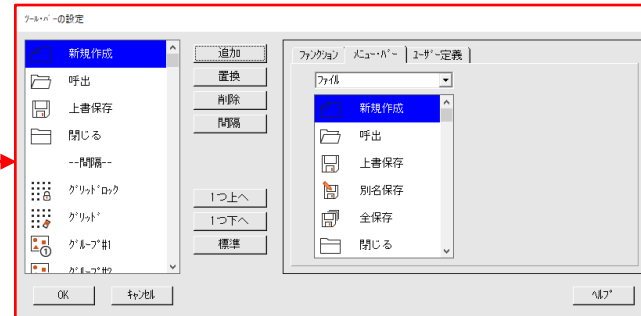 ツール・バーの設定
新規作成
呼出
上書保存
閉じる
--間隔--
グリッドロック
グリッド
グループ#1
グループ#2
追加
置換
削除
間隔
1つ上へ
1つ下へ
標準
ファンクション
メニュー・バー
ユーザー定義
ファイル
新規作成
呼出
上書保存
別名保存
全保存
閉じる
OK
キャンセル
ヘルプ